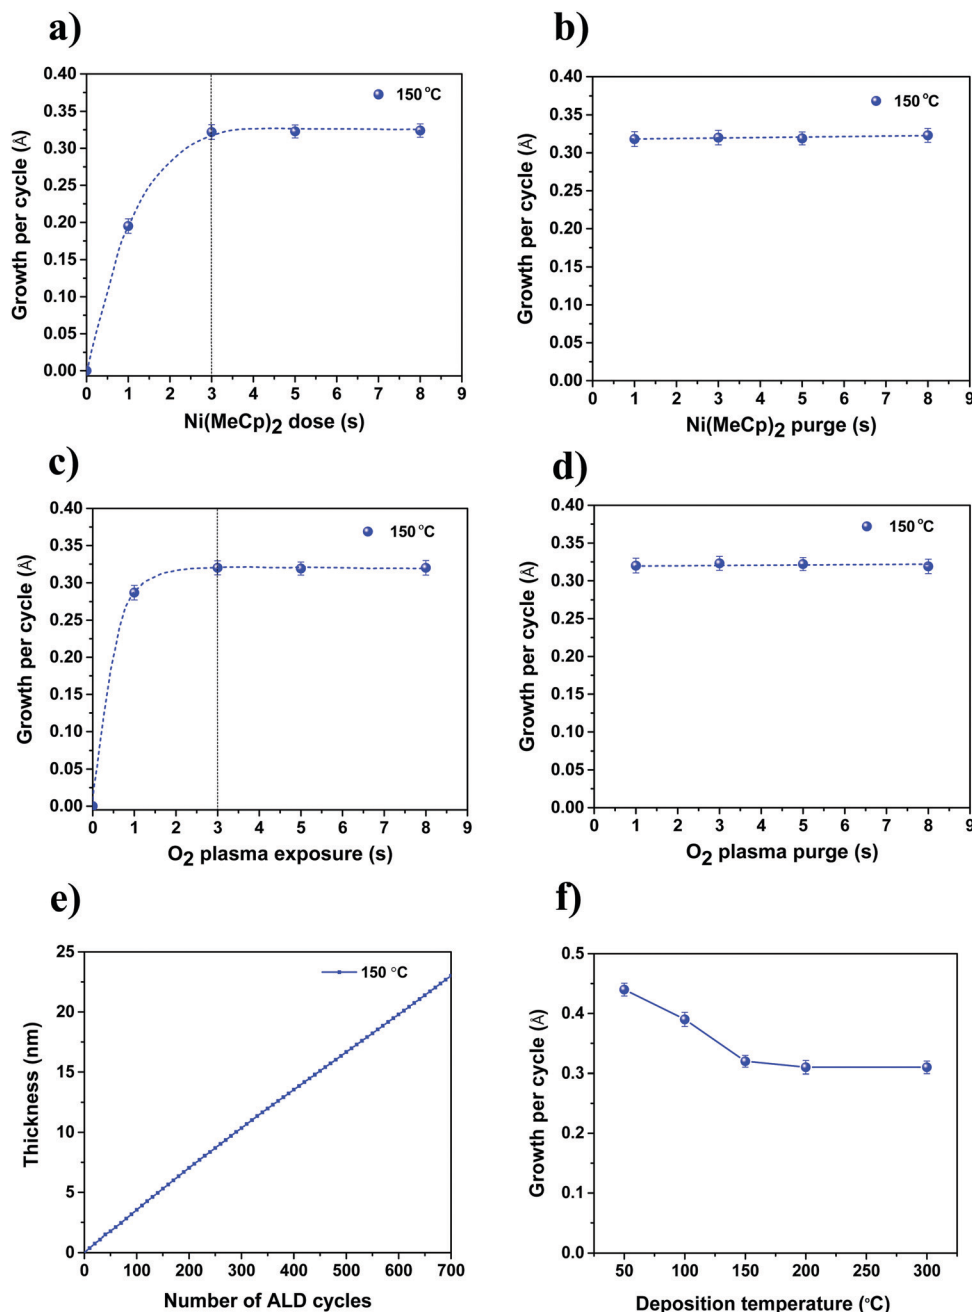 a)
0.40
0.35
0.30
0.25
0.20
0.15
0.10
0.05
0.00
Growth per cycle (Å)
150 °C
0 1 2 3 4 5 6 7 8 9
Ni(MeCp)2 dose (s)
b)
0.40
0.35
0.30
0.25
0.20
0.15
0.10
0.05
0.00
Growth per cycle (Å)
150 °C
0 1 2 3 4 5 6 7 8 9
Ni(MeCp)2 purge (s)
c)
0.40
0.35
0.30
0.25
0.20
0.15
0.10
0.05
0.00
Growth per cycle (Å)
150 °C
0 1 2 3 4 5 6 7 8 9
O2 plasma exposure (s)
d)
0.40
0.35
0.30
0.25
0.20
0.15
0.10
0.05
0.00
Growth per cycle (Å)
150 °C
0 1 2 3 4 5 6 7 8 9
O2 plasma purge (s)
e)
25
20
15
10
5
0
Thickness (nm)
150 °C
0 100 200 300 400 500 600 700
Number of ALD cycles
f)
0.5
0.4
0.3
0.2
0.1
0.0
Growth per cycle (Å)
50 100 150 200 250 300
Deposition temperature (°C)